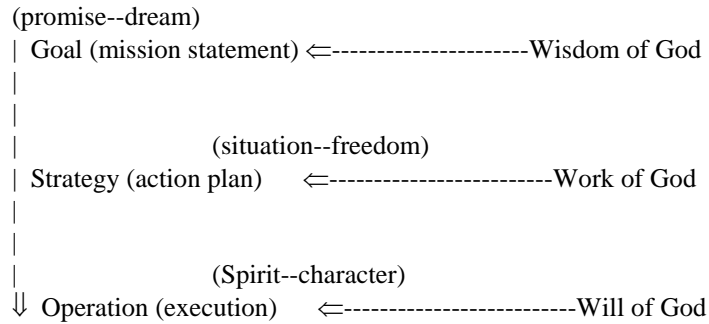 (promise--dream)
| Goal (mission statement) ⇐----------------------Wisdom of God
|
|
| (situation--freedom)
| Strategy (action plan) ⇐-------------------------Work of God
|
|
| (Spirit--character)
⇓ Operation (execution) ⇐--------------------------Will of God